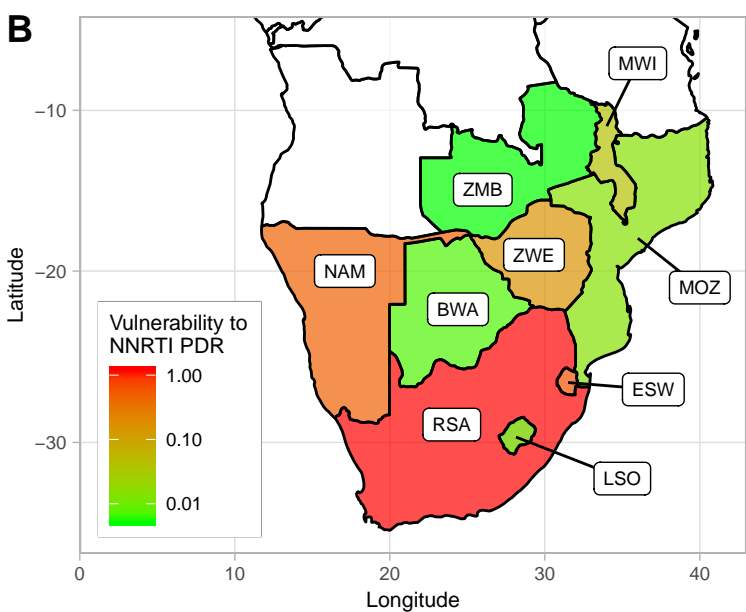 B
MWI
ZMB
ZWE
NAM
MOZ
BWA
ESW
RSA
LSO
Latitude
−10
−20
−30
Vulnerability to
NNRTI PDR
1.00
0.10
0.01
0
10
20
30
40
Longitude